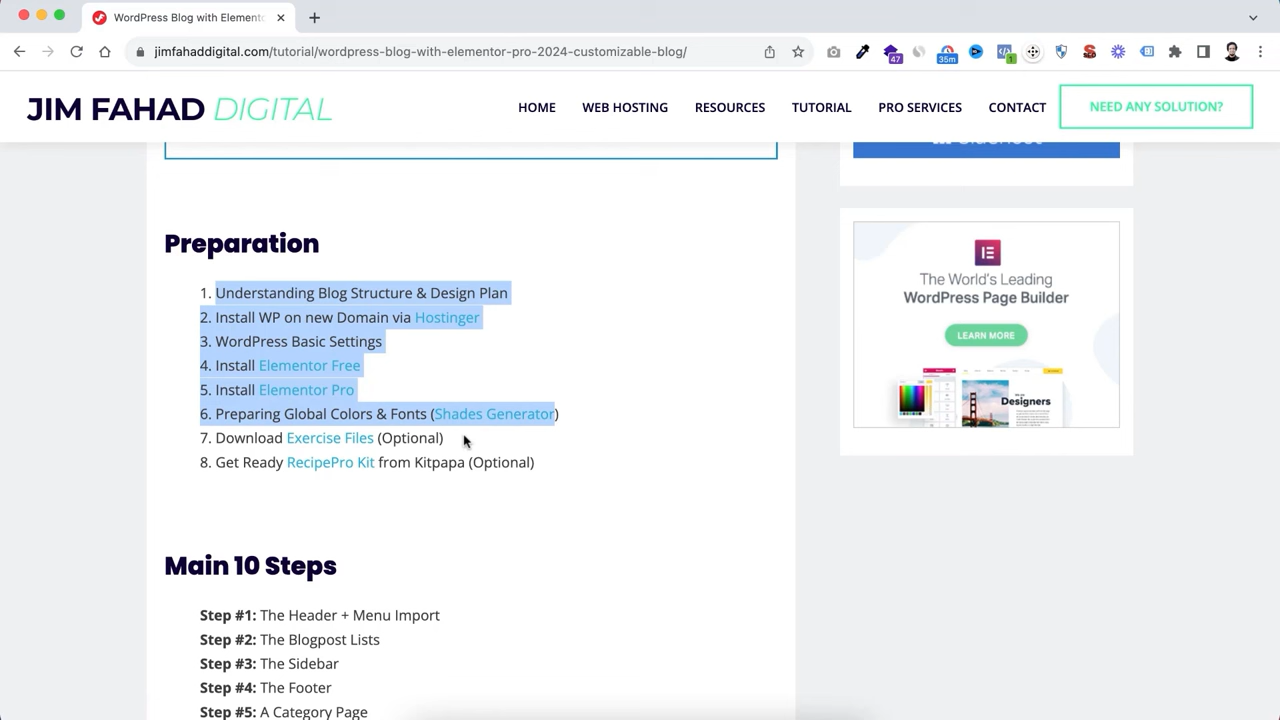 WordPress Blog with Elemento
jimfahaddigital.com/tutorial/wordpress-blog-with-elementor-pro-2024-customizable-blog/
47
35m
1
JIM FAHAD DIGITAL
HOME
WEB HOSTING
RESOURCES
TUTORIAL
PRO SERVICES
CONTACT
NEED ANY SOLUTION?
Preparation
1. Understanding Blog Structure & Design Plan
2. Install WP on new Domain via Hostinger
3. WordPress Basic Settings
4. Install Elementor Free
5. Install Elementor Pro
6. Preparing Global Colors & Fonts (Shades Generator)
7. Download Exercise Files (Optional)
8. Get Ready RecipePro Kit from Kitpapa (Optional)
Main 10 Steps
Step #1: The Header + Menu Import
Step #2: The Blogpost Lists
Step #3: The Sidebar
Step #4: The Footer
Step #5: A Category Page
The World's Leading
WordPress Page Builder
LEARN MORE
Designers